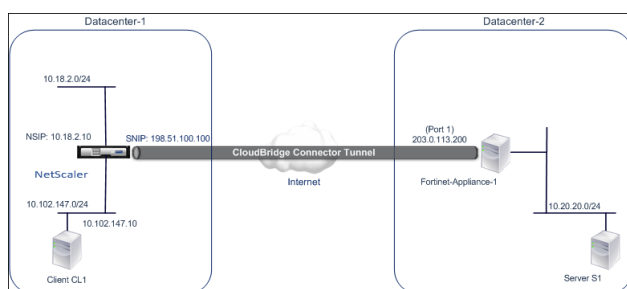 Datacenter-1
Datacenter-2
10.18.2.0/24
NSIP: 10.18.2.10
SNIP: 198.51.100.100
NetScaler
CloudBridge Connector Tunnel
Internet
(Port 1)
203.0.113.200
Fortinet-Appliance-1
10.102.147.0/24
10.102.147.10
Client CL1
10.20.20.0/24
Server S1